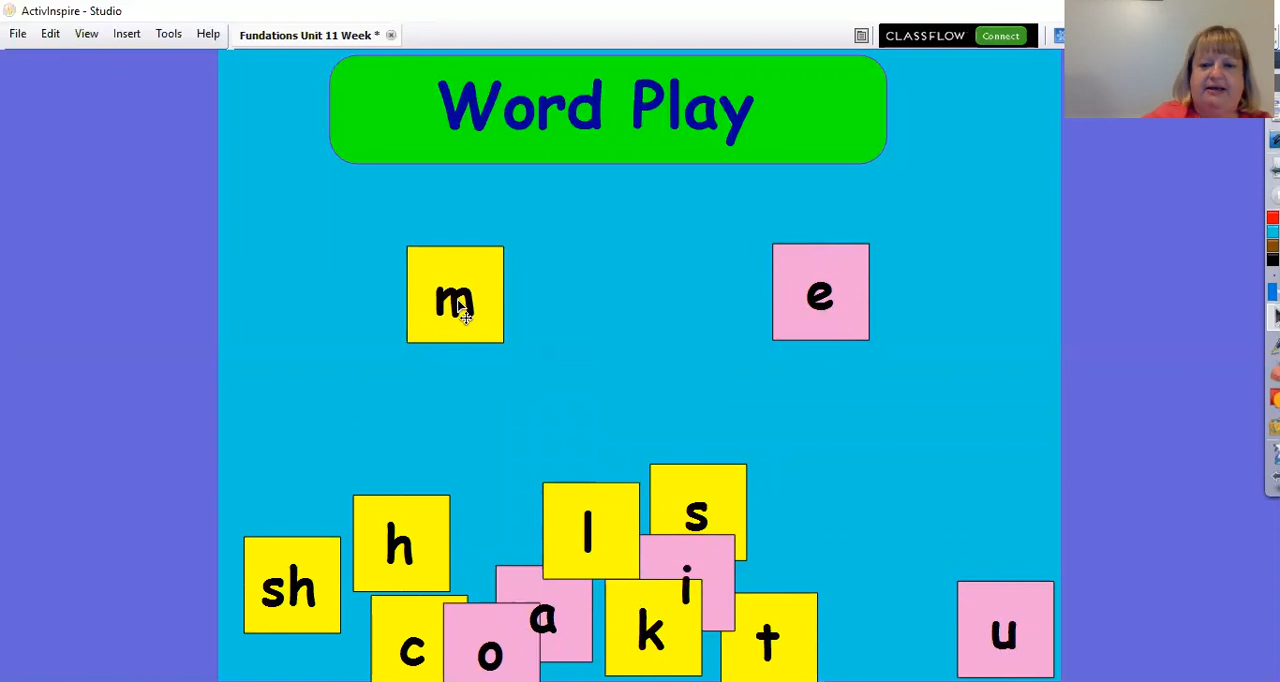 ActivInspire - Studio
File Edit View Insert Tools Help
Fundations Unit 11 Week *
CLASSFLOW Connect
Word Play
m e
s
h l
sh i
a k t u
c o